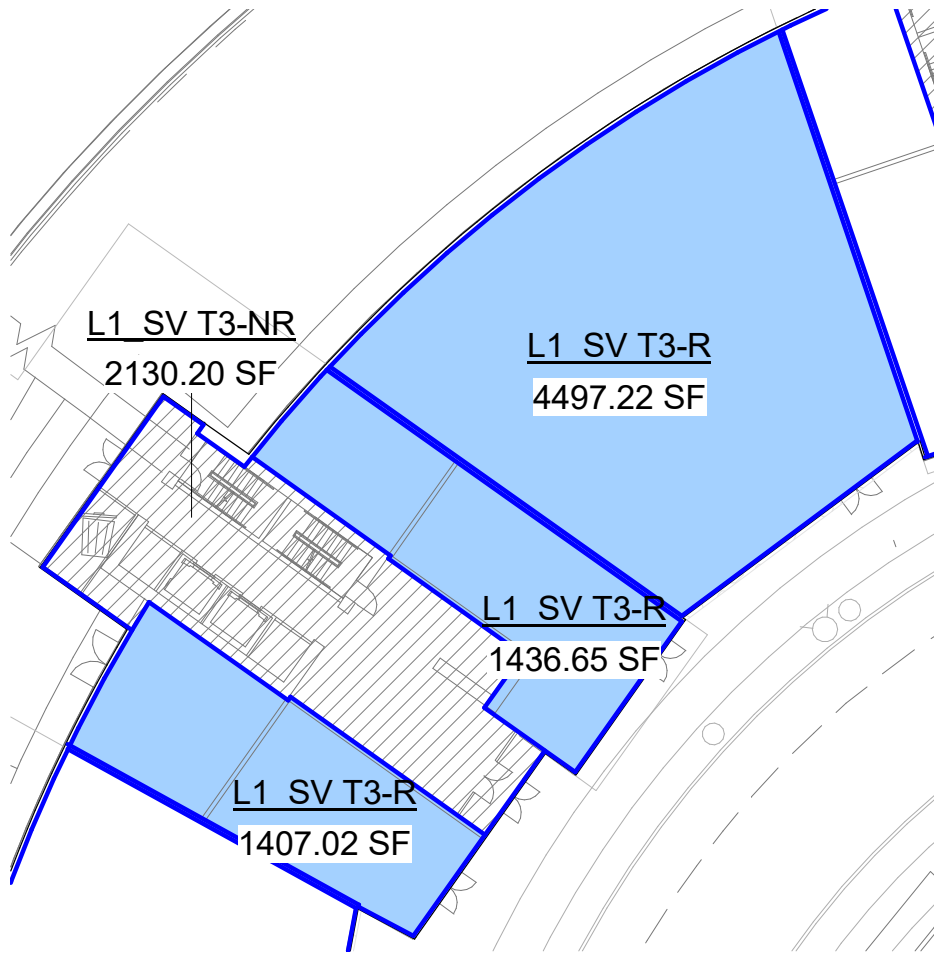 L1_SV T3-NR
2130.20 SF
L1_SV T3-R
4497.22 SF
L1_SV T3-R
1436.65 SF
L1_SV T3-R
1407.02 SF